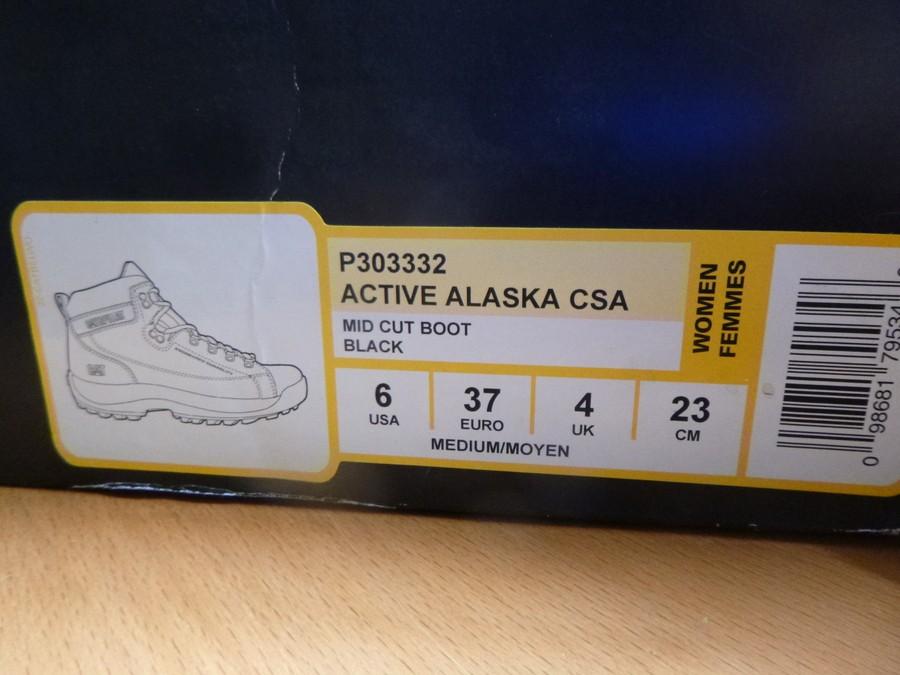 P303332
ACTIVE ALASKA CSA
MID CUT BOOT
BLACK
WOMEN
FEMMES
6
USA
37
EURO
4
UK
23
CM
MEDIUM/MOYEN
0 98681 79534